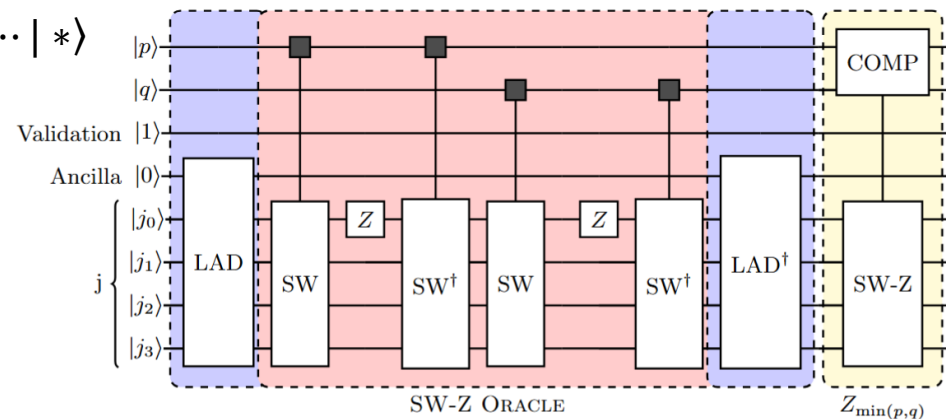 ·· | ∗⟩
|p⟩
COMP
|q⟩
Validation |1⟩
Ancilla |0⟩
|j₀⟩ Z Z
|j₁⟩
j LAD SW SW† SW SW† LAD† SW-Z
|j₂⟩
|j₃⟩
SW-Z ORACLE Z_min(p,q)